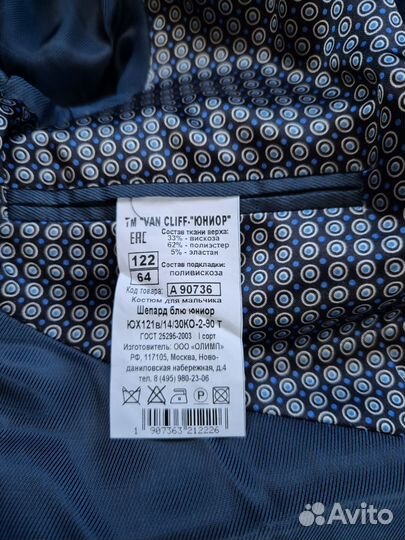 ТМ "VAN CLIFF-"ЮНИОР"
EAC
Состав ткани верха:
33% - вискоза
62% - полиэстер
5% - эластан
122
64
Состав подкладки:
поливискоза
Код товара: А 90736
Костюм для мальчика
Шепард блю юниор
ЮХ121в/14/30КО-2-90 т
ГОСТ 25295-2003 I сорт
Изготовитель: ООО «ОЛИМП»
РФ, 117105, Москва, Ново-
даниловская набережная д.4
тел. 8 (495) 980-23-06
1 907363 212226
Avito